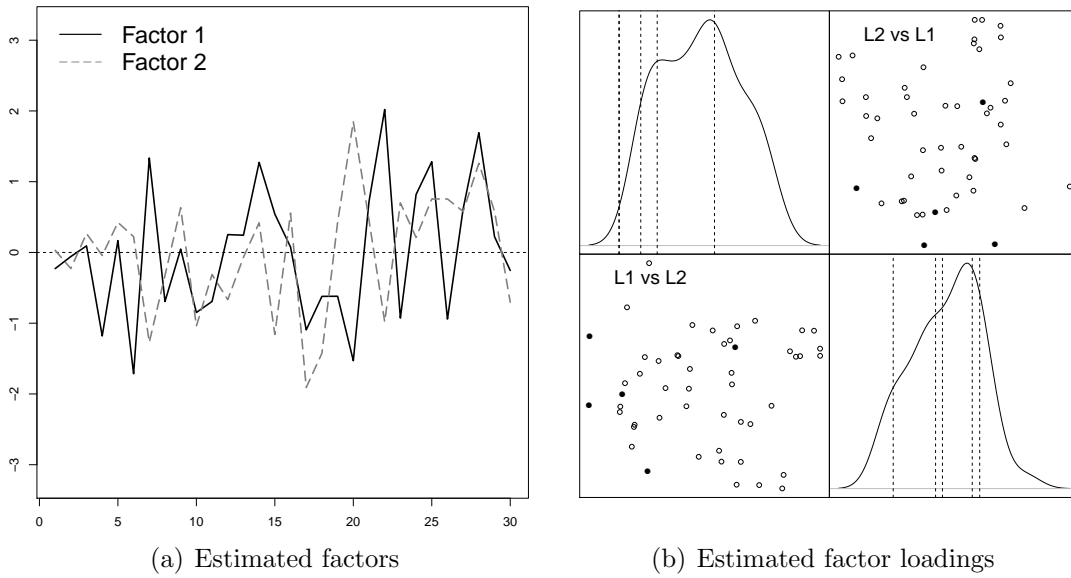 Factor 1
Factor 2
3
2
1
0
-1
-2
-3
0 5 10 15 20 25 30
L2 vs L1
L1 vs L2
(a) Estimated factors
(b) Estimated factor loadings